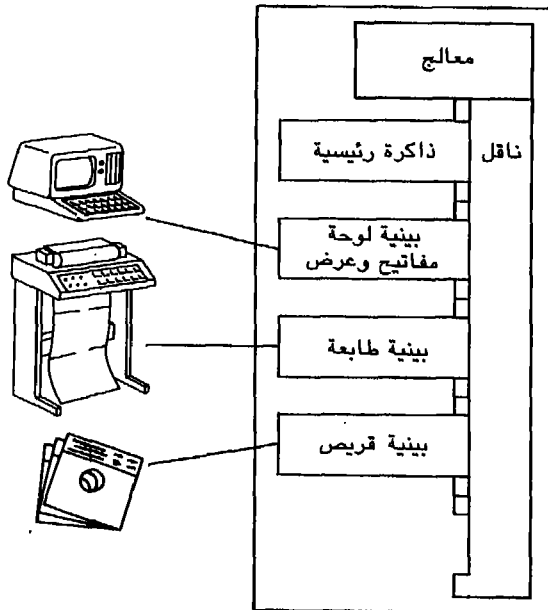 معالج
ناقل
ذاكرة رئيسية
بينية لوحة
مفاتيح وعرض
بينية طابعة
بينية قريص